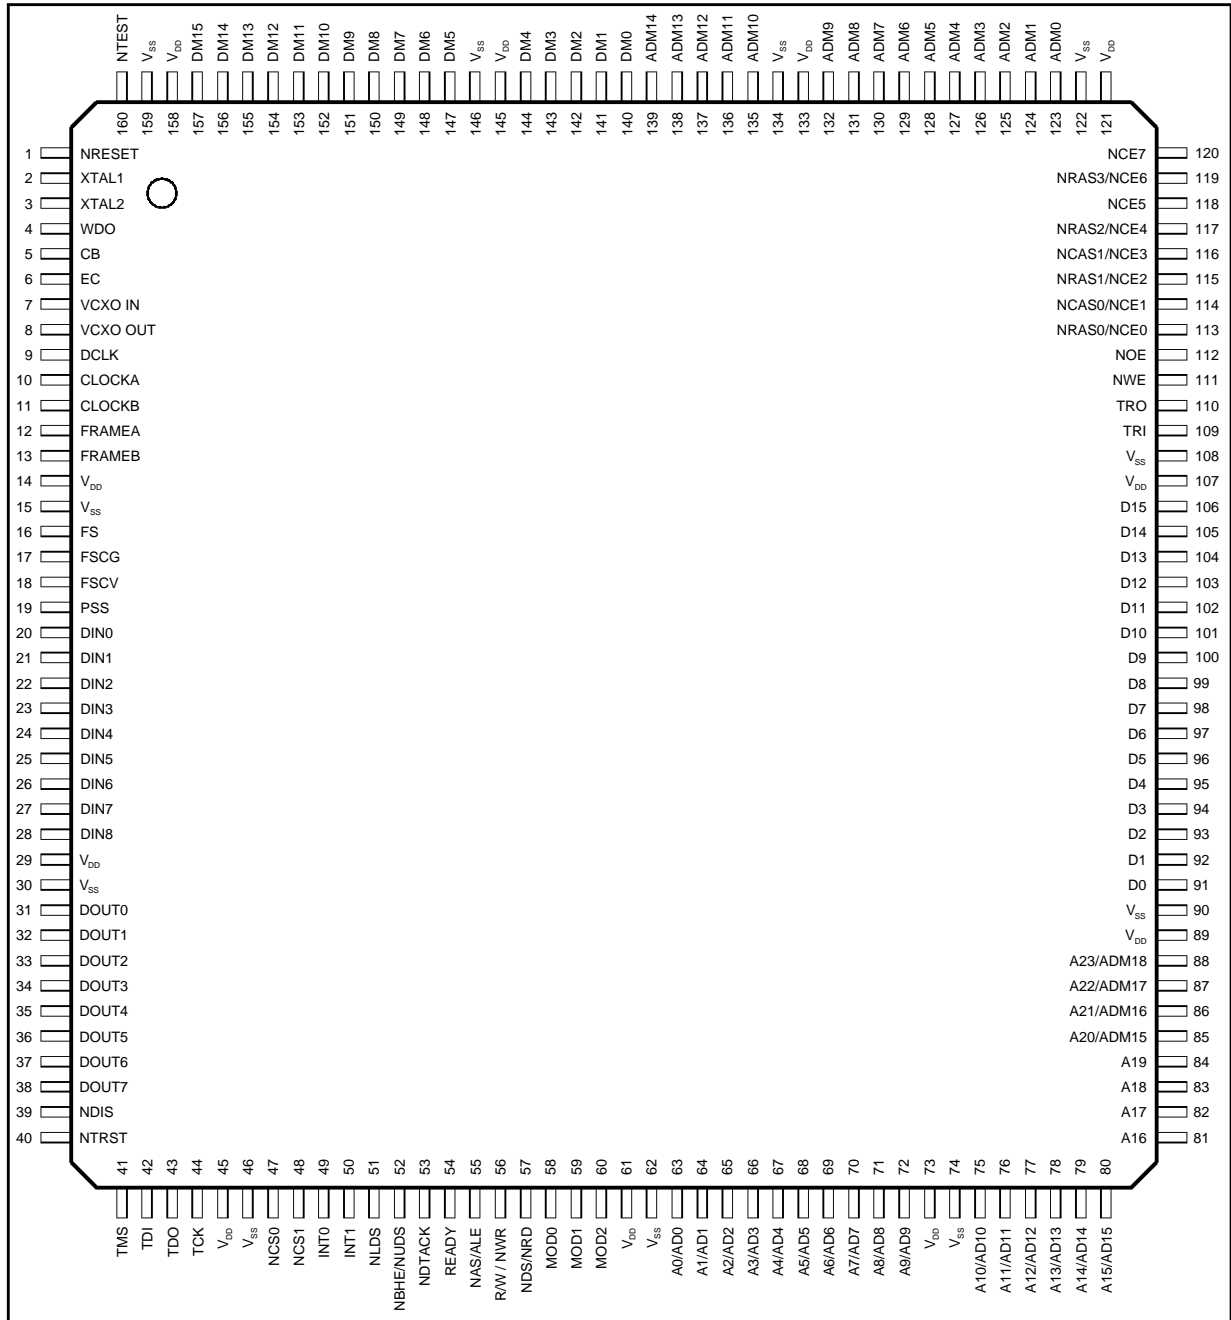 NTEST VSS VDD DM15 DM14 DM13 DM12 DM11 DM10 DM9 DM8 DM7 DM6 DM5 VSS VDD DM4 DM3 DM2 DM1 DM0 ADM14 ADM13 ADM12 ADM11 ADM10 VSS VDD ADM9 ADM8 ADM7 ADM6 ADM5 ADM4 ADM3 ADM2 ADM1 ADM0 VSS VDD
160 159 158 157 156 155 154 153 152 151 150 149 148 147 146 145 144 143 142 141 140 139 138 137 136 135 134 133 132 131 130 129 128 127 126 125 124 123 122 121
1 NRESET NCE7 120
2 XTAL1 NRAS3/NCE6 119
3 XTAL2 NCE5 118
4 WDO NRAS2/NCE4 117
5 CB NCAS1/NCE3 116
6 EC NRAS1/NCE2 115
7 VCXO IN NCAS0/NCE1 114
8 VCXO OUT NRAS0/NCE0 113
9 DCLK NOE 112
10 CLOCKA NWE 111
11 CLOCKB TRO 110
12 FRAMEA TRI 109
13 FRAMEB VSS 108
14 VDD VDD 107
15 VSS D15 106
16 FS D14 105
17 FSCG D13 104
18 FSCV D12 103
19 PSS D11 102
20 DIN0 D10 101
21 DIN1 D9 100
22 DIN2 D8 99
23 DIN3 D7 98
24 DIN4 D6 97
25 DIN5 D5 96
26 DIN6 D4 95
27 DIN7 D3 94
28 DIN8 D2 93
29 VDD D1 92
30 VSS D0 91
31 DOUT0 VSS 90
32 DOUT1 VDD 89
33 DOUT2 A23/ADM18 88
34 DOUT3 A22/ADM17 87
35 DOUT4 A21/ADM16 86
36 DOUT5 A20/ADM15 85
37 DOUT6 A19 84
38 DOUT7 A18 83
39 NDIS A17 82
40 NTRST A16 81
41 42 43 44 45 46 47 48 49 50 51 52 53 54 55 56 57 58 59 60 61 62 63 64 65 66 67 68 69 70 71 72 73 74 75 76 77 78 79 80
TMS TDI TDO TCK VDD VSS NCS0 NCS1 INT0 INT1 NLDS NBHE/NUDS NDTACK READY NAS/ALE R/W / NWR NDS/NRD MOD0 MOD1 MOD2 VDD VSS A0/AD0 A1/AD1 A2/AD2 A3/AD3 A4/AD4 A5/AD5 A6/AD6 A7/AD7 A8/AD8 A9/AD9 VDD VSS A10/AD10 A11/AD11 A12/AD12 A13/AD13 A14/AD14 A15/AD15